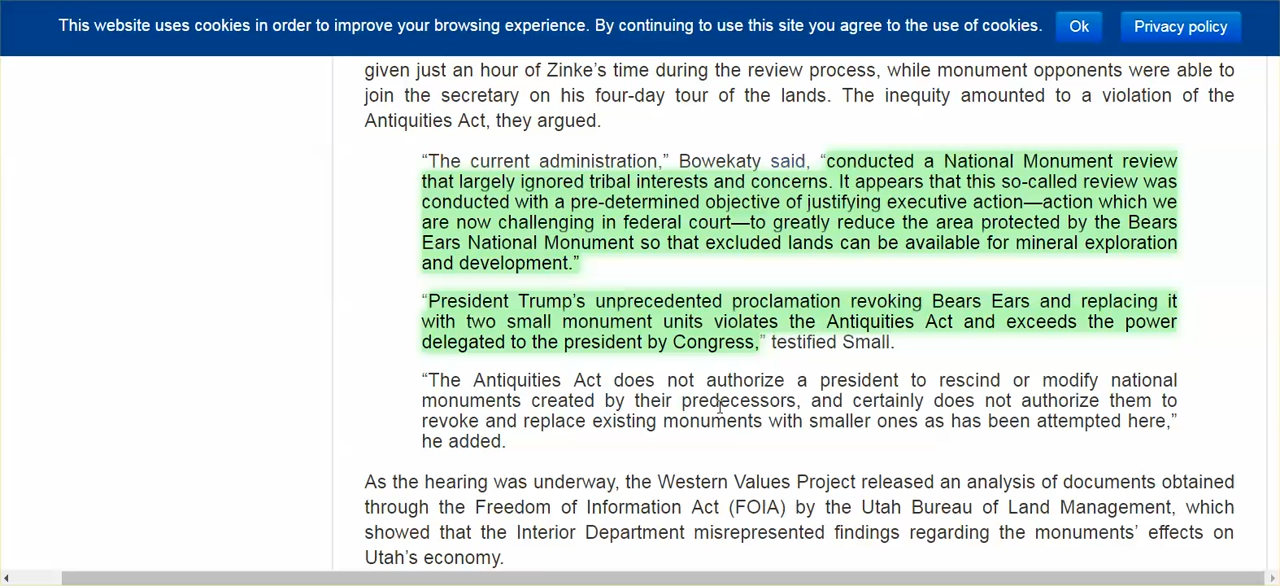 This website uses cookies in order to improve your browsing experience. By continuing to use this site you agree to the use of cookies. Ok Privacy policy
given just an hour of Zinke’s time during the review process, while monument opponents were able to
join the secretary on his four-day tour of the lands. The inequity amounted to a violation of the
Antiquities Act, they argued.
“The current administration,” Bowekaty said, “conducted a National Monument review
that largely ignored tribal interests and concerns. It appears that this so-called review was
conducted with a pre-determined objective of justifying executive action—action which we
are now challenging in federal court—to greatly reduce the area protected by the Bears
Ears National Monument so that excluded lands can be available for mineral exploration
and development.”
“President Trump’s unprecedented proclamation revoking Bears Ears and replacing it
with two small monument units violates the Antiquities Act and exceeds the power
delegated to the president by Congress,” testified Small.
“The Antiquities Act does not authorize a president to rescind or modify national
monuments created by their predecessors, and certainly does not authorize them to
revoke and replace existing monuments with smaller ones as has been attempted here,”
he added.
As the hearing was underway, the Western Values Project released an analysis of documents obtained
through the Freedom of Information Act (FOIA) by the Utah Bureau of Land Management, which
showed that the Interior Department misrepresented findings regarding the monuments’ effects on
Utah’s economy.